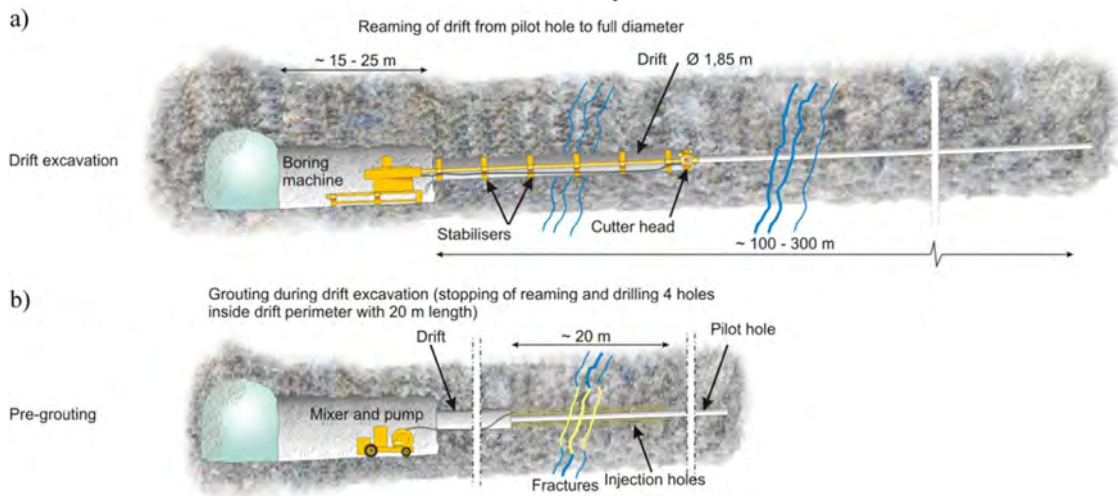 a)
Reaming of drift from pilot hole to full diameter
~ 15 - 25 m
Drift Ø 1,85 m
Drift excavation
Boring
machine
Stabilisers
Cutter head
~ 100 - 300 m
b)
Grouting during drift excavation (stopping of reaming and drilling 4 holes
inside drift perimeter with 20 m length)
Drift
~ 20 m
Pilot hole
Pre-grouting
Mixer and pump
Fractures
Injection holes